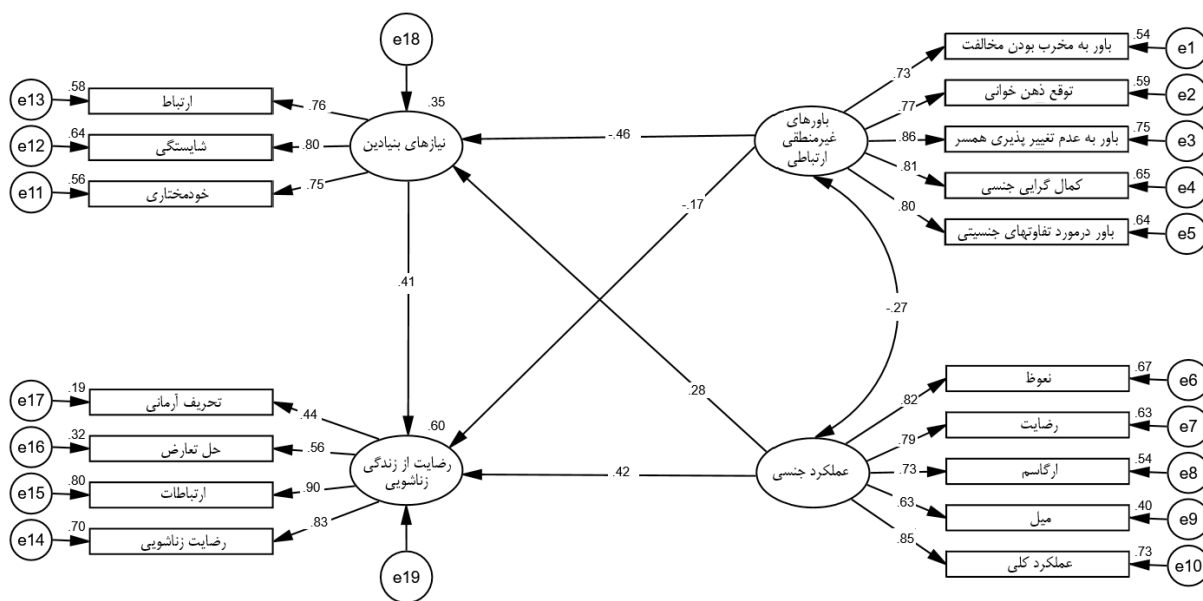 e18
.35
نیازهای بنیادین
e13
.58
ارتباط
.76
e12
.64
شایستگی
.80
e11
.56
خودمختاری
.75
-.46
-.17
.41
.28
.42
-.27
باورهای
غیرمنطقی
ارتباطی
.73
باور به مخرب بودن مخالفت
.54
e1
.77
توقع ذهن خوانی
.59
e2
.86
باور به عدم تغییر پذیری همسر
.75
e3
.81
کمال گرایی جنسی
.65
e4
.80
باور درمورد تفاوتهای جنسیتی
.64
e5
.60
رضایت از زندگی
زناشویی
e17
.19
تحریف آرمانی
.44
e16
.32
حل تعارض
.56
e15
.80
ارتباطات
.90
e14
.70
رضایت زناشویی
.83
e19
عملکرد جنسی
.82
نعوظ
.67
e6
.79
رضایت
.63
e7
.73
ارگاسم
.54
e8
.63
میل
.40
e9
.85
عملکرد کلی
.73
e10